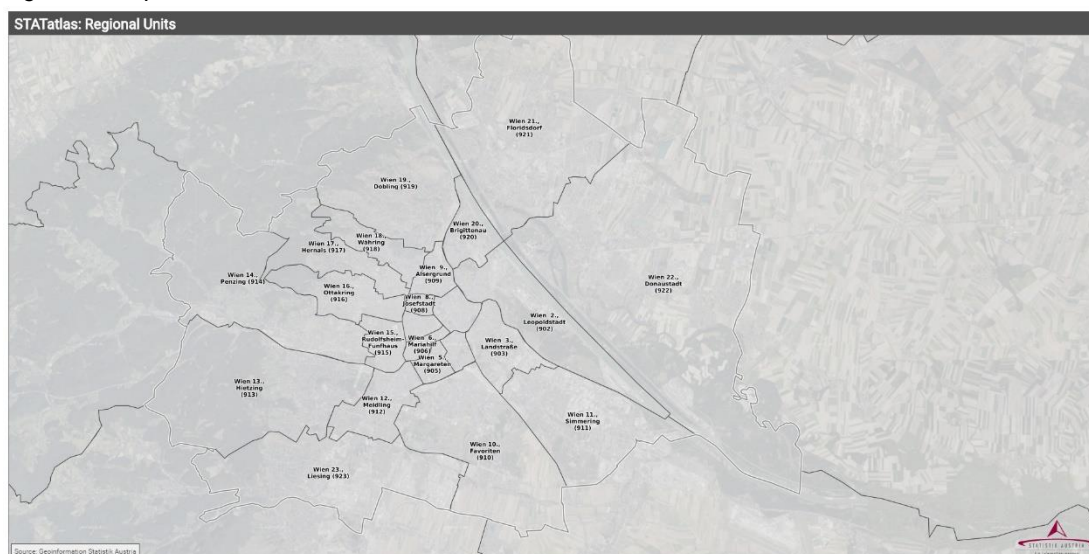 STATatlas: Regional Units
Wien 21.,
Floridsdorf
(921)
Wien 19.,
Döbling (919)
Wien 20.,
Brigittenau
(920)
Wien 18.,
Währing
(918)
Wien 17.,
Hernals (917)
Wien 9.,
Alsergrund
(909)
Wien 14.,
Penzing (914)
Wien 16.,
Ottakring
(916)
Wien 22.,
Donaustadt
(922)
Wien 8.,
Josefstadt
(908)
Wien 2.,
Leopoldstadt
(902)
Wien 15.,
Rudolfsheim-
Fünfhaus
(915)
Wien 6.,
Mariahilf
(906)
Wien 3.,
Landstraße
(903)
Wien 5.
Margareten
(905)
Wien 13.,
Hietzing
(913)
Wien 12.,
Meidling
(912)
Wien 11.,
Simmering
(911)
Wien 10.,
Favoriten
(910)
Wien 23.,
Liesing (923)
STATISTIK AUSTRIA
Source: Geoinformation Statistik Austria